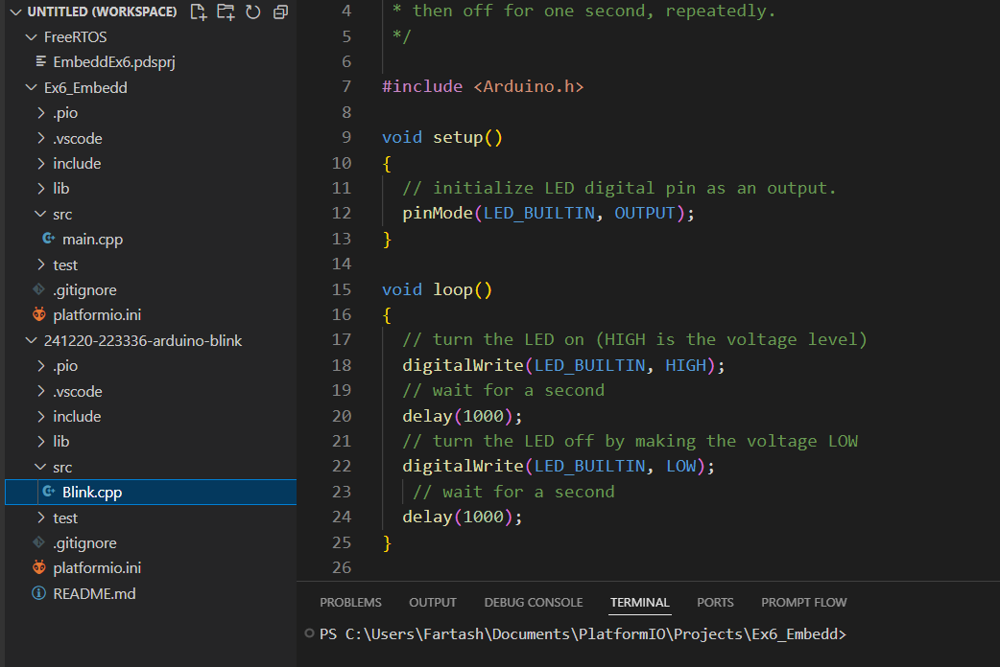 UNTITLED (WORKSPACE)
FreeRTOS
EmbeddEx6.pdsprj
Ex6_Embedd
.pio
.vscode
include
lib
src
main.cpp
test
.gitignore
platformio.ini
241220-223336-arduino-blink
.pio
.vscode
include
lib
src
Blink.cpp
test
.gitignore
platformio.ini
README.md
4 * then off for one second, repeatedly.
5 */
6
7 #include <Arduino.h>
8
9 void setup()
10 {
11 // initialize LED digital pin as an output.
12 pinMode(LED_BUILTIN, OUTPUT);
13 }
14
15 void loop()
16 {
17 // turn the LED on (HIGH is the voltage level)
18 digitalWrite(LED_BUILTIN, HIGH);
19 // wait for a second
20 delay(1000);
21 // turn the LED off by making the voltage LOW
22 digitalWrite(LED_BUILTIN, LOW);
23 // wait for a second
24 delay(1000);
25 }
26
PROBLEMS OUTPUT DEBUG CONSOLE TERMINAL PORTS PROMPT FLOW
PS C:\Users\Fartash\Documents\PlatformIO\Projects\Ex6_Embedd>